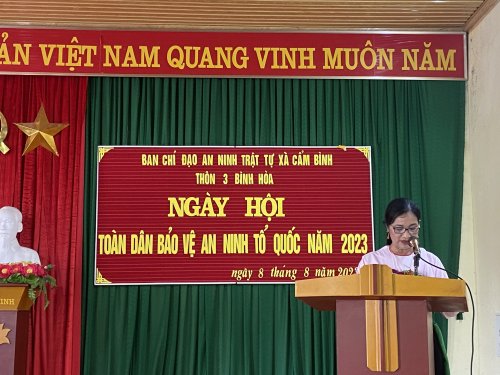 ẢN VIỆT NAM QUANG VINH MUÔN NĂM
BAN CHỈ ĐẠO AN NINH TRẬT TỰ XÃ CẨM BÌNH
THÔN 3 BÌNH HÒA
NGÀY HỘI
TOÀN DÂN BẢO VỆ AN NINH TỔ QUỐC NĂM 2023
ngày 8 tháng 8 năm 202
MINH